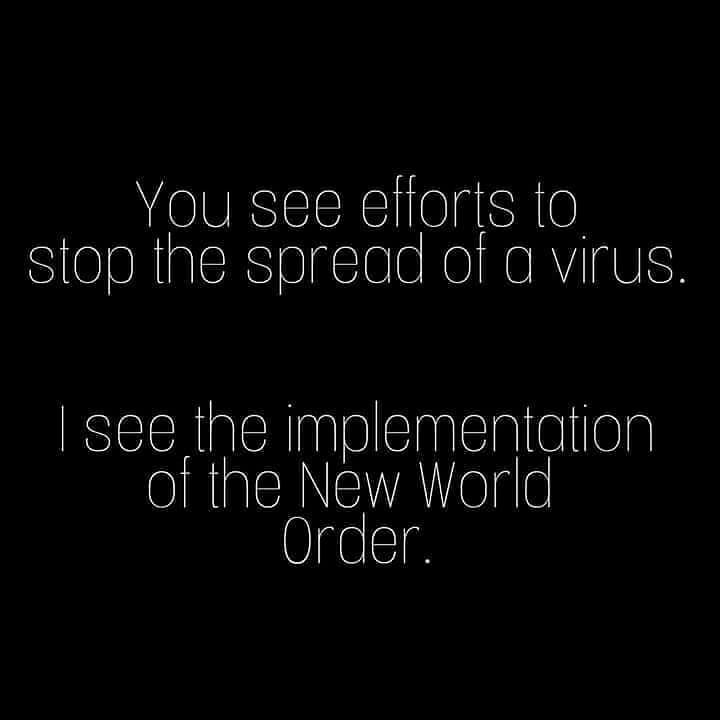 You see efforts to
stop the spread of a virus.
I see the implementation
of the New World
Order.